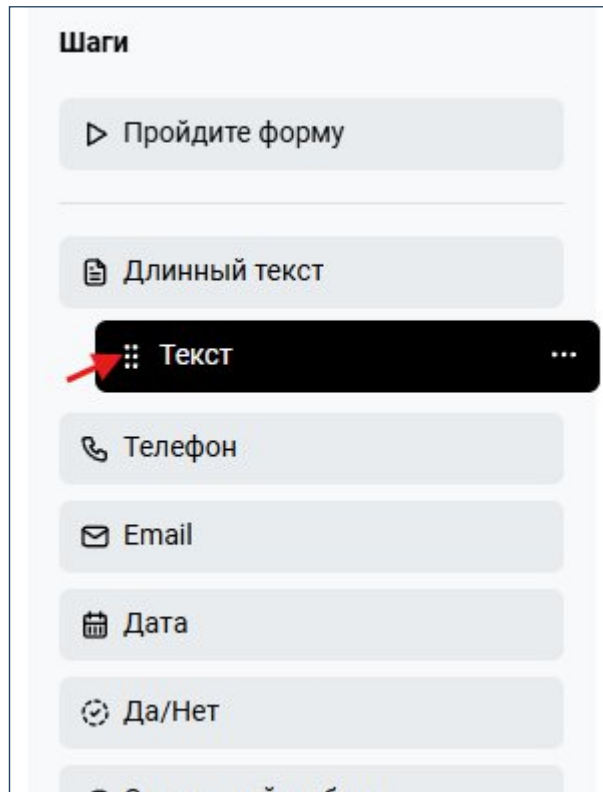 Шаги
Пройдите форму
Длинный текст
Текст
Телефон
Email
Дата
Да/Нет